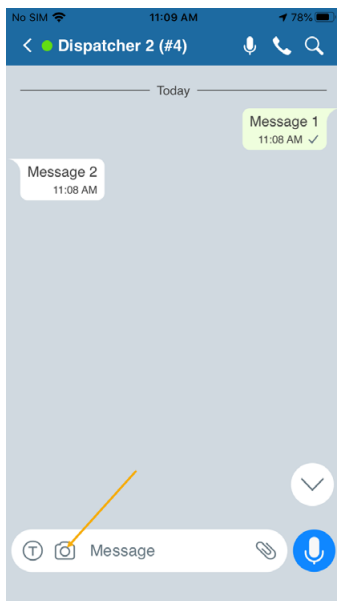 No SIM 11:09 AM 78%
Dispatcher 2 (#4)
Today
Message 1
11:08 AM
Message 2
11:08 AM
T Message